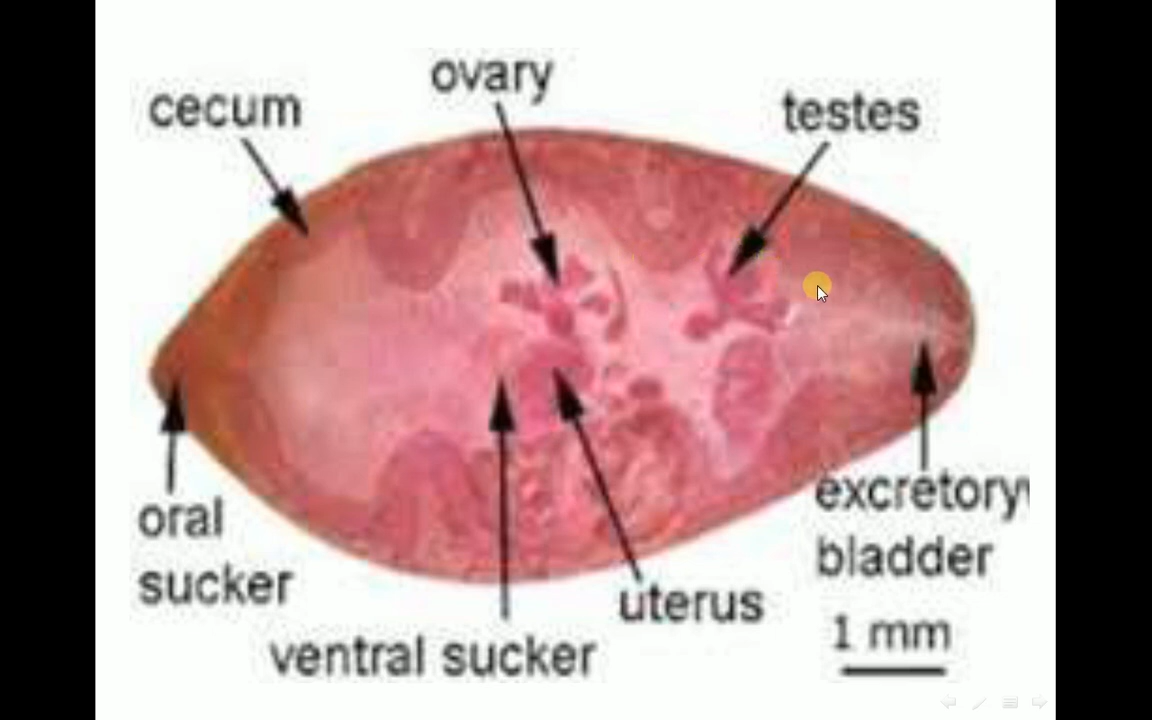 ovary
cecum
testes
oral
sucker
excretory
bladder
uterus
ventral sucker
1 mm